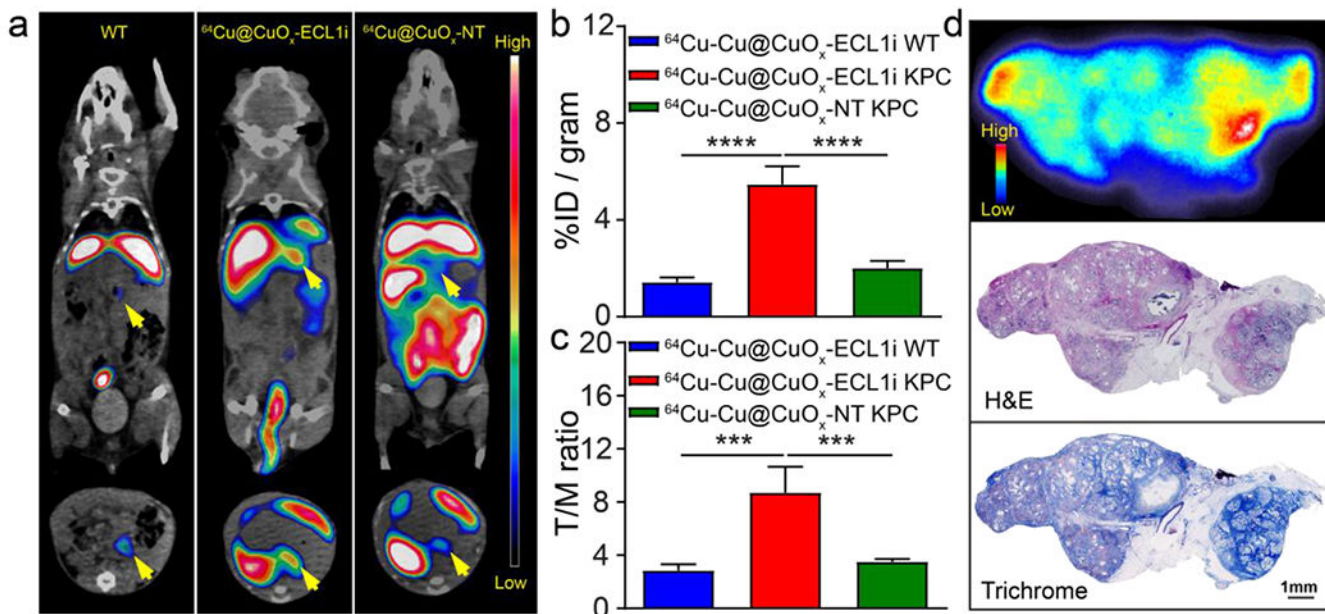 a
WT
⁶⁴Cu@CuOₓ-ECL1i
⁶⁴Cu@CuOₓ-NT
High
Low
b
%ID / gram
12
8
4
0
⁶⁴Cu-Cu@CuOₓ-ECL1i WT
⁶⁴Cu-Cu@CuOₓ-ECL1i KPC
⁶⁴Cu-Cu@CuOₓ-NT KPC
**** ****
c
T/M ratio
20
16
12
8
4
0
⁶⁴Cu-Cu@CuOₓ-ECL1i WT
⁶⁴Cu-Cu@CuOₓ-ECL1i KPC
⁶⁴Cu-Cu@CuOₓ-NT KPC
*** ***
d
High
Low
H&E
Trichrome
1mm